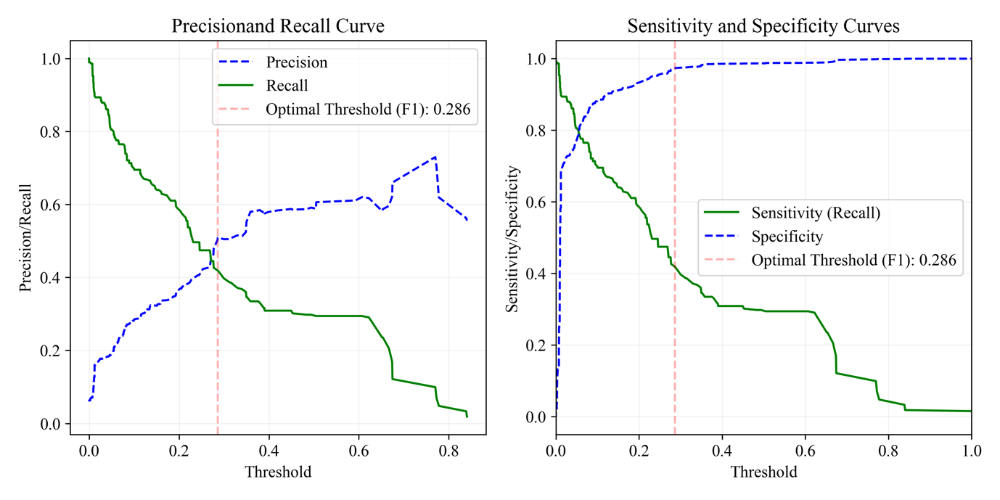 Precisionand Recall Curve
Precision
Recall
Optimal Threshold (F1): 0.286
Precision/Recall
1.0
0.8
0.6
0.4
0.2
0.0
0.0 0.2 0.4 0.6 0.8
Threshold
Sensitivity and Specificity Curves
Sensitivity (Recall)
Specificity
Optimal Threshold (F1): 0.286
Sensitivity/Specificity
1.0
0.8
0.6
0.4
0.2
0.0
0.0 0.2 0.4 0.6 0.8 1.0
Threshold